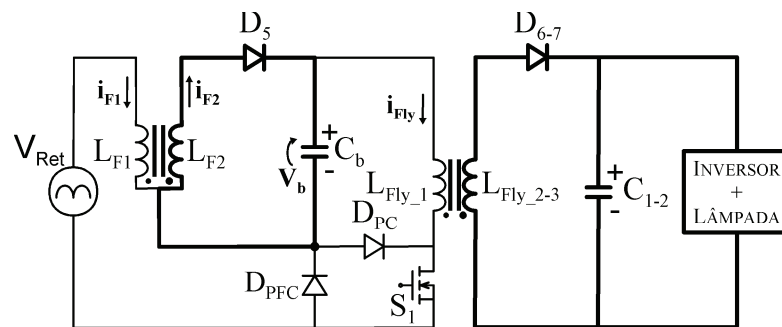 D5
D6-7
iF1
iF2
iFly
VRet
LF1
LF2
+
Cb
-
Vb
LFly_1
LFly_2-3
+
C1-2
-
INVERSOR
+
LÂMPADA
DPC
DPFC
S1